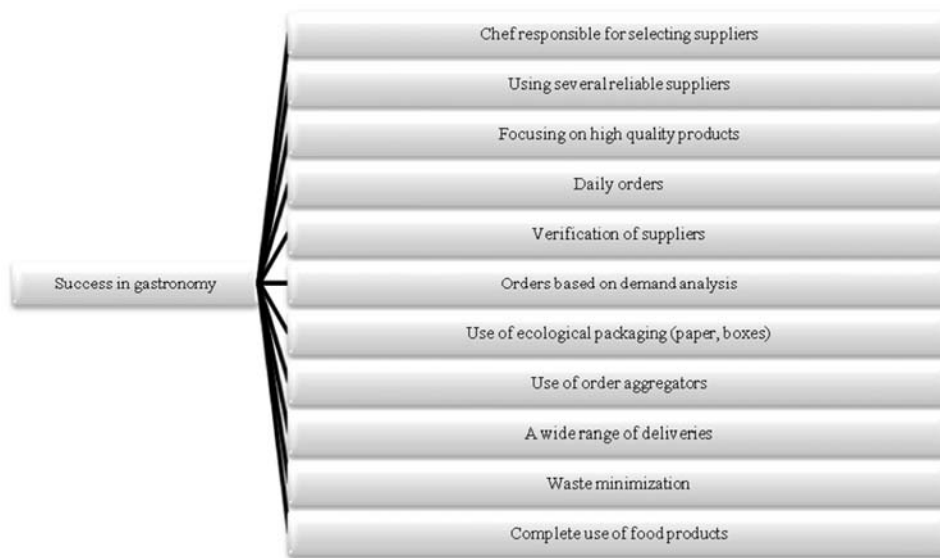 Chef responsible for selecting suppliers
Using several reliable suppliers
Focusing on high quality products
Daily orders
Verification of suppliers
Success in gastronomy
Orders based on demand analysis
Use of ecological packaging (paper, boxes)
Use of order aggregators
A wide range of deliveries
Waste minimization
Complete use of food products